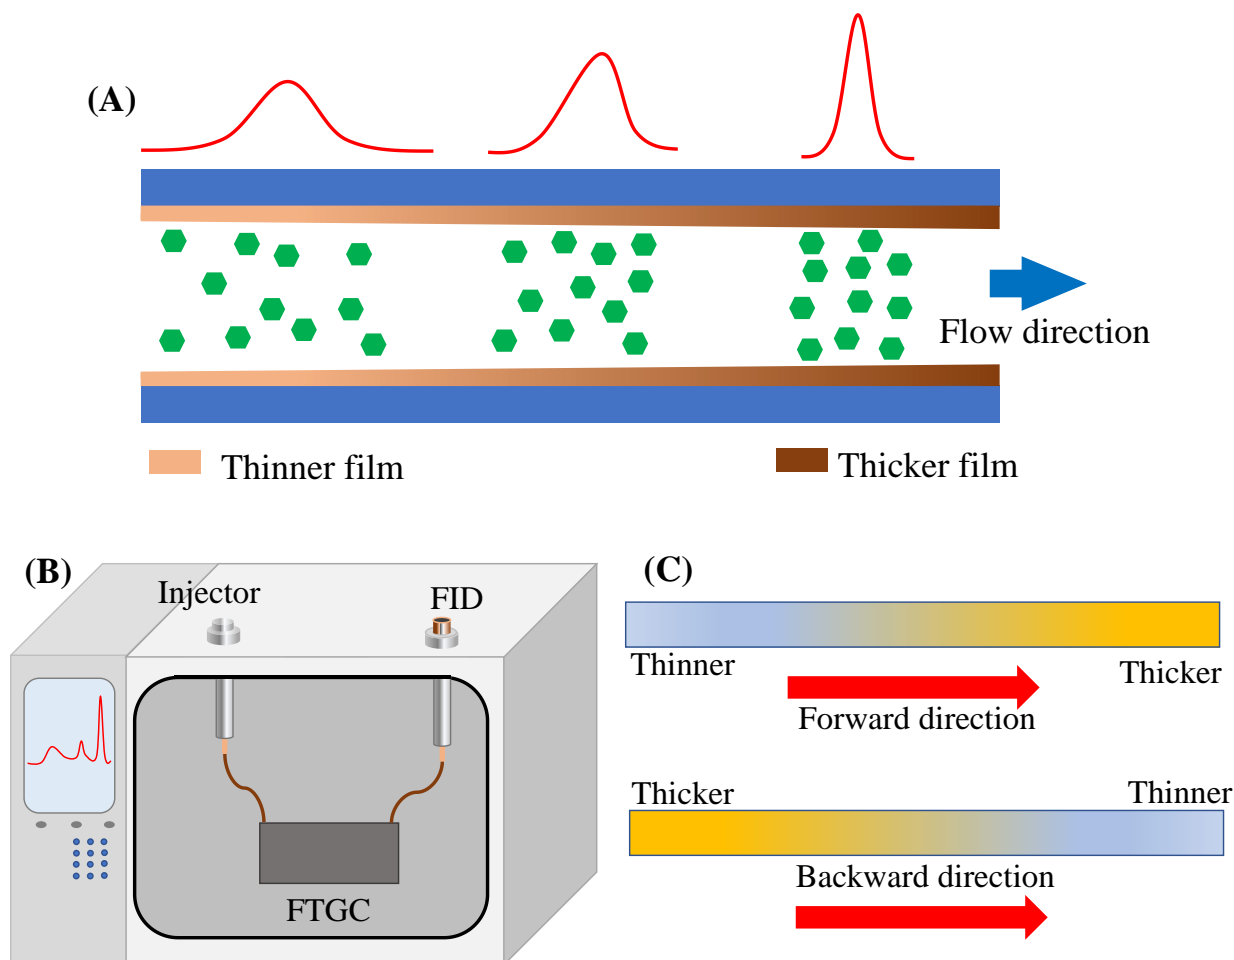 (A)
Flow direction
Thinner film
Thicker film
(B)
Injector
FID
FTGC
(C)
Thinner
Thicker
Forward direction
Thicker
Thinner
Backward direction